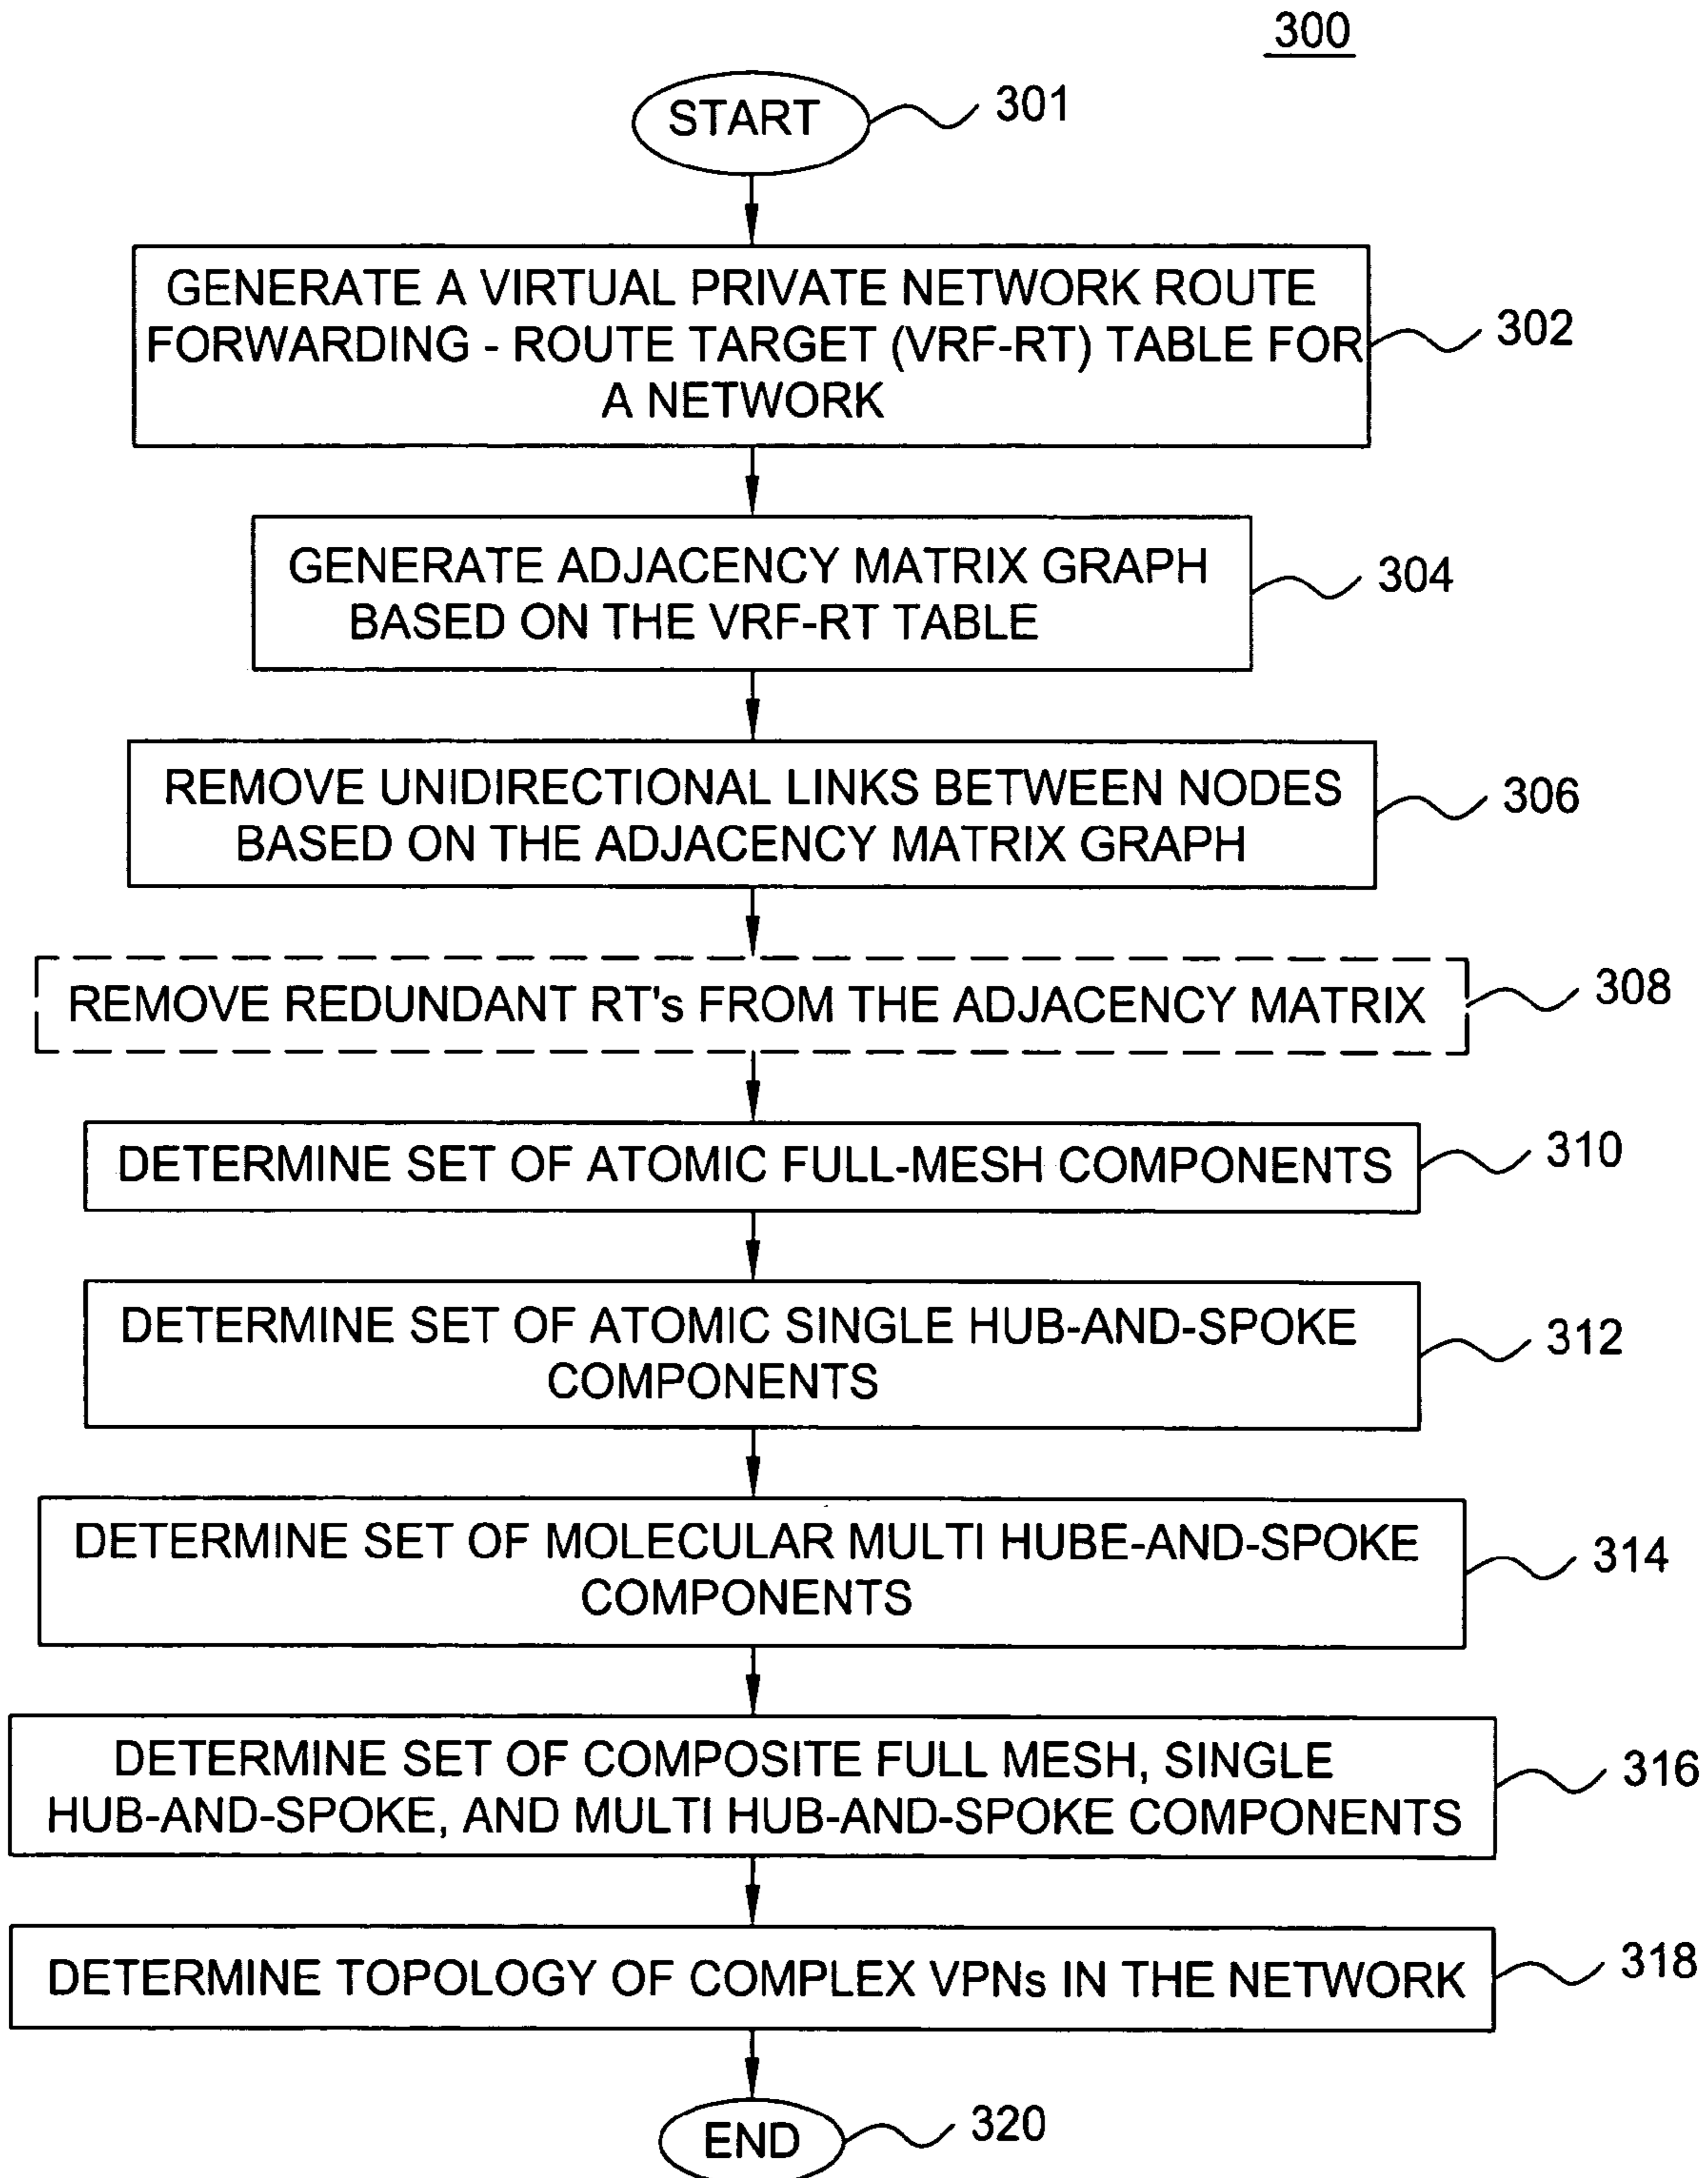 300
START
301
GENERATE A VIRTUAL PRIVATE NETWORK ROUTE
FORWARDING - ROUTE TARGET (VRF-RT) TABLE FOR
A NETWORK
302
GENERATE ADJACENCY MATRIX GRAPH
BASED ON THE VRF-RT TABLE
304
REMOVE UNIDIRECTIONAL LINKS BETWEEN NODES
BASED ON THE ADJACENCY MATRIX GRAPH
306
REMOVE REDUNDANT RT's FROM THE ADJACENCY MATRIX
308
DETERMINE SET OF ATOMIC FULL-MESH COMPONENTS
310
DETERMINE SET OF ATOMIC SINGLE HUB-AND-SPOKE
COMPONENTS
312
DETERMINE SET OF MOLECULAR MULTI HUBE-AND-SPOKE
COMPONENTS
314
DETERMINE SET OF COMPOSITE FULL MESH, SINGLE
HUB-AND-SPOKE, AND MULTI HUB-AND-SPOKE COMPONENTS
316
DETERMINE TOPOLOGY OF COMPLEX VPNs IN THE NETWORK
318
END
320